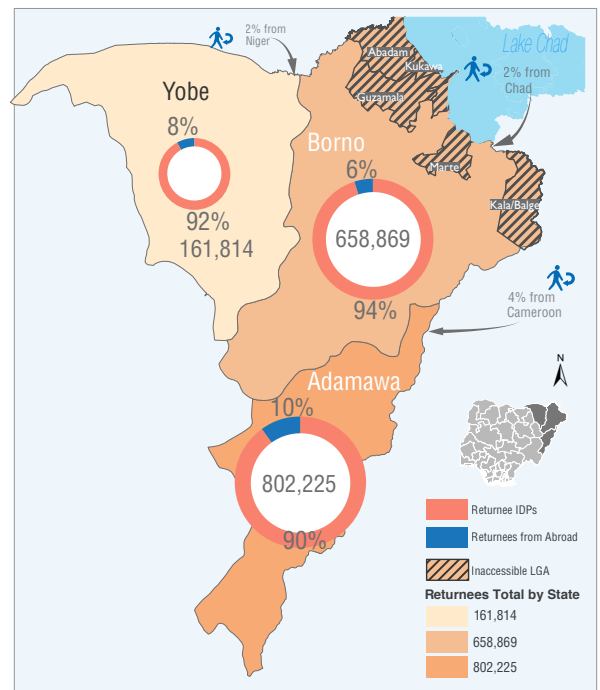 2% from
Niger
Lake Chad
Abadam
Kukawa
2% from
Chad
Guzamala
Yobe
8%
Borno
Marte
6%
Kala/Balge
92%
161,814
658,869
4% from
Cameroon
94%
N
Adamawa
10%
802,225
90%
Returnee IDPs
Returnees from Abroad
Inaccessible LGA
Returnees Total by State
161,814
658,869
802,225